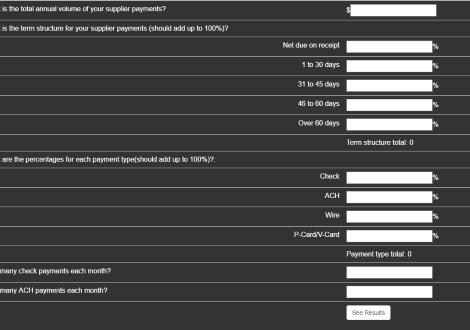 is the total annual volume of your supplier payments?
$
is the term structure for your supplier payments (should add up to 100%)?
Net due on receipt %
1 to 30 days %
31 to 45 days %
46 to 60 days %
Over 60 days %
Term structure total: 0
are the percentages for each payment type(should add up to 100%)?:
Check %
ACH %
Wire %
P-Card/V-Card %
Payment type total: 0
many check payments each month?
many ACH payments each month?
See Results